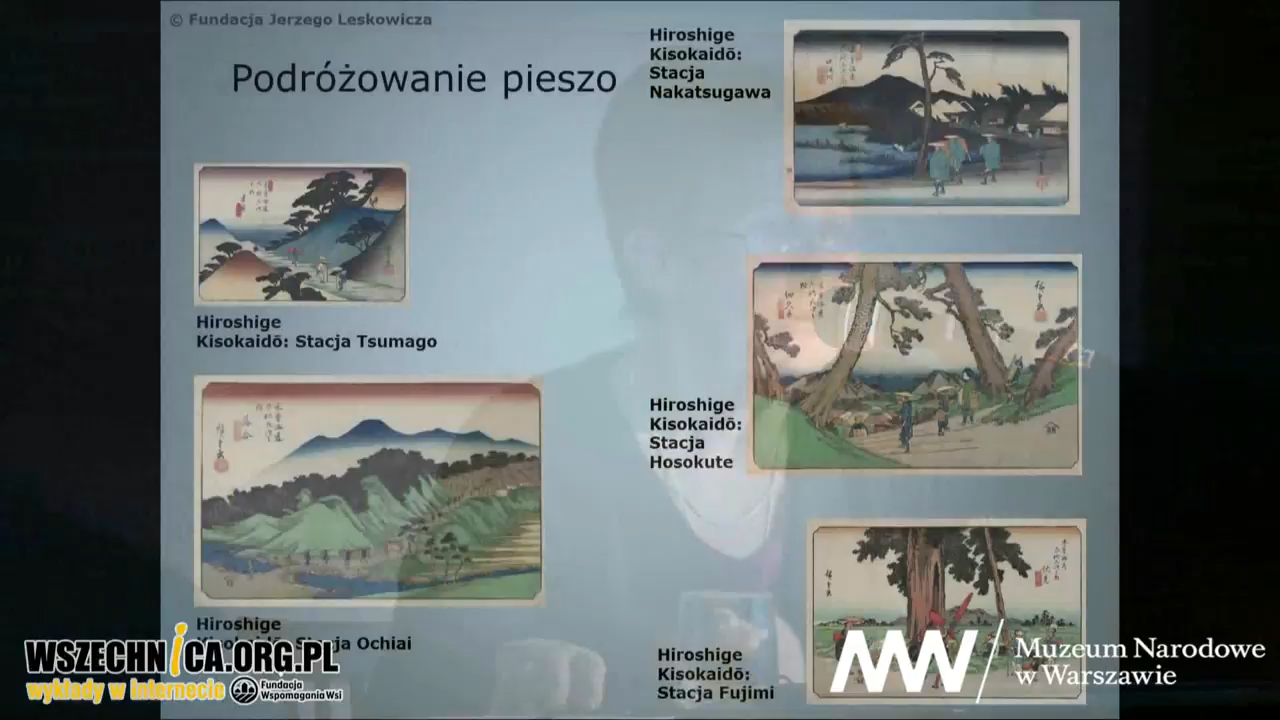 © Fundacja Jerzego Leskowicza
Podróżowanie pieszo
Hiroshige
Kisokaidō:
Stacja
Nakatsugawa
Hiroshige
Kisokaidō: Stacja Tsumago
Hiroshige
Kisokaidō:
Stacja
Hosokute
Hiroshige
Kisokaidō: Stacja Ochiai
Hiroshige
Kisokaidō:
Stacja Fujimi
WSZECHNICA.ORG.PL
wykłady w internecie
Fundacja
Wspomagania Wsi
Muzeum Narodowe
w Warszawie